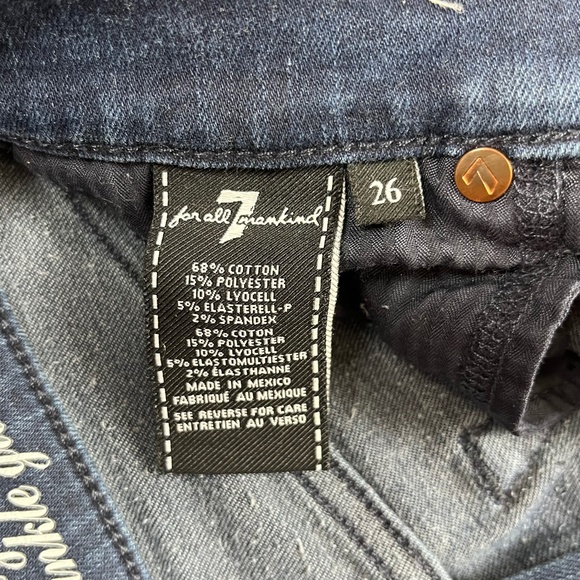 for all 7 mankind
26
68% COTTON
15% POLYESTER
10% LYOCELL
5% ELASTERELL-P
2% SPANDEX
68% COTON
15% POLYESTER
10% LYOCELL
5% ELASTOMULTIESTER
2% ÉLASTHANNE
MADE IN MEXICO
FABRIQUÉ AU MEXIQUE
SEE REVERSE FOR CARE
ENTRETIEN AU VERSO